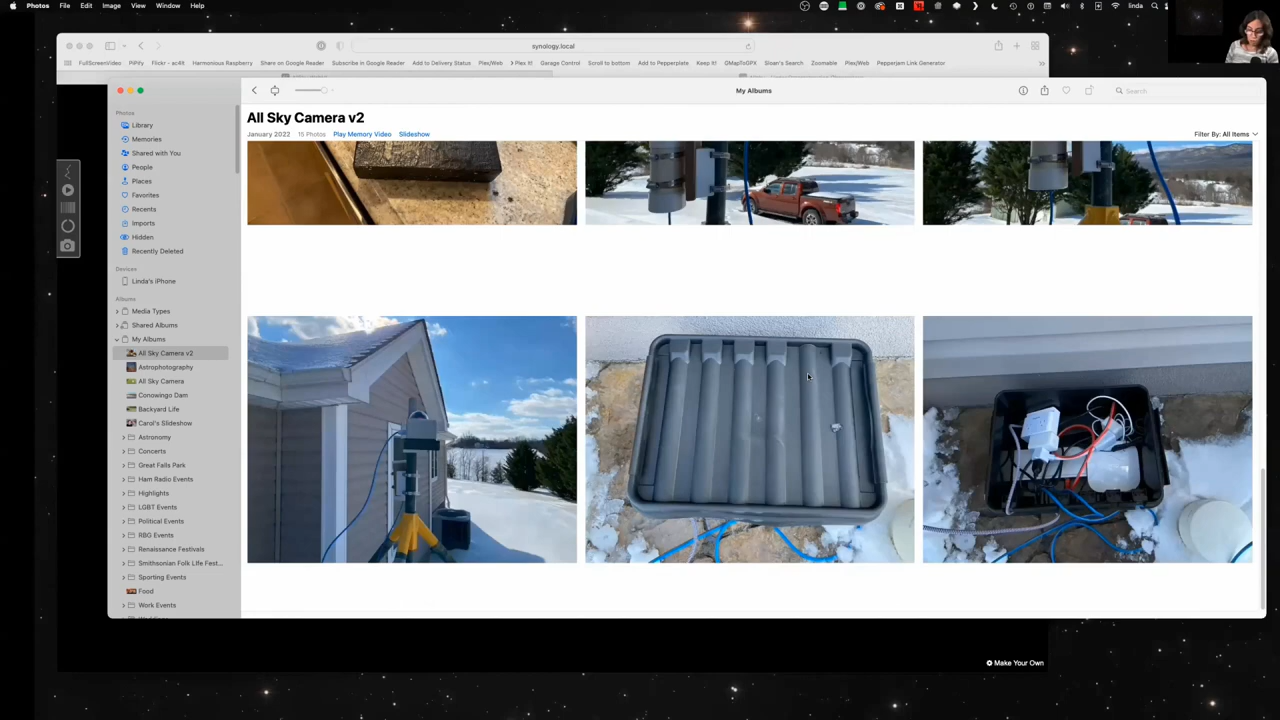 Photos File Edit Image View Window Help
linda
synology.local
FullScreenVideo PiPify Flickr - ac4lt Harmonious Raspberry Share on Google Reader Subscribe in Google Reader Add to Delivery Status Plex/Web > Plex It! Garage Control Scroll to bottom Add to Pepperplate Keep It! GMapToGPX Sloan's Search Zoomable Plex/Web Pepperjam Link Generator
My Albums
Search
Photos
Library
Memories
Shared with You
People
Places
Favorites
Recents
Imports
Hidden
Recently Deleted
Devices
Linda's iPhone
Albums
Media Types
Shared Albums
My Albums
All Sky Camera v2
Astrophotography
All Sky Camera
Conowingo Dam
Backyard Life
Carol's Slideshow
Astronomy
Concerts
Great Falls Park
Ham Radio Events
Highlights
LGBT Events
Political Events
RBG Events
Renaissance Festivals
Smithsonian Folk Life Fest...
Sporting Events
Food
Work Events
All Sky Camera v2
January 2022 15 Photos Play Memory Video Slideshow
Filter By: All Items
Make Your Own